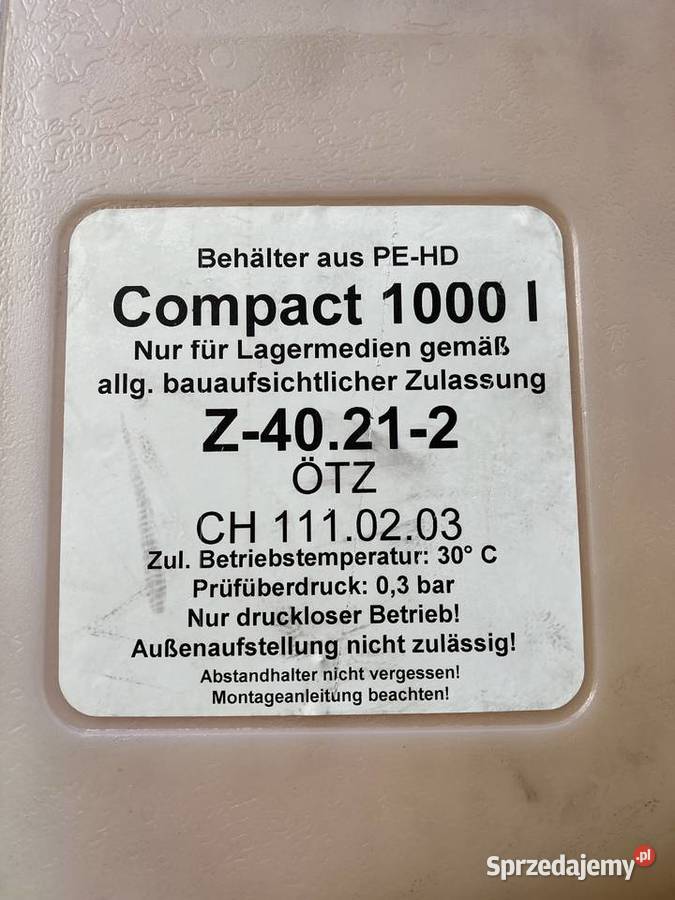 Behälter aus PE-HD
Compact 1000 l
Nur für Lagermedien gemäß
allg. bauaufsichtlicher Zulassung
Z-40.21-2
ÖTZ
CH 111.02.03
Zul. Betriebstemperatur: 30° C
Prüfüberdruck: 0,3 bar
Nur druckloser Betrieb!
Außenaufstellung nicht zulässig!
Abstandhalter nicht vergessen!
Montageanleitung beachten!
Sprzedajemy.pl